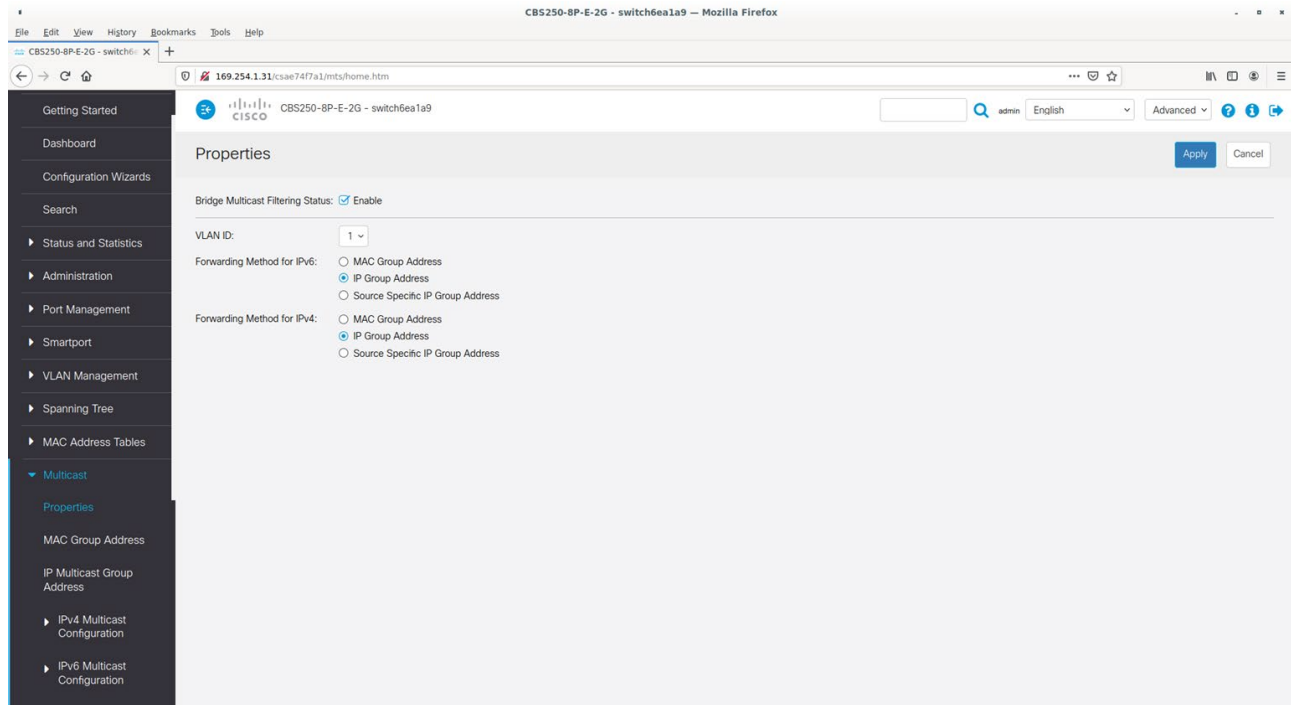 CBS250-8P-E-2G - switch6ea1a9 — Mozilla Firefox
File Edit View History Bookmarks Tools Help
CBS250-8P-E-2G - switch6
169.254.1.31/csae74f7a1/mts/home.htm
CISCO CBS250-8P-E-2G - switch6ea1a9 admin English Advanced
Properties Apply Cancel
Bridge Multicast Filtering Status: Enable
VLAN ID: 1
Forwarding Method for IPv6: MAC Group Address
IP Group Address
Source Specific IP Group Address
Forwarding Method for IPv4: MAC Group Address
IP Group Address
Source Specific IP Group Address
Getting Started
Dashboard
Configuration Wizards
Search
Status and Statistics
Administration
Port Management
Smartport
VLAN Management
Spanning Tree
MAC Address Tables
Multicast
Properties
MAC Group Address
IP Multicast Group
Address
IPv4 Multicast
Configuration
IPv6 Multicast
Configuration